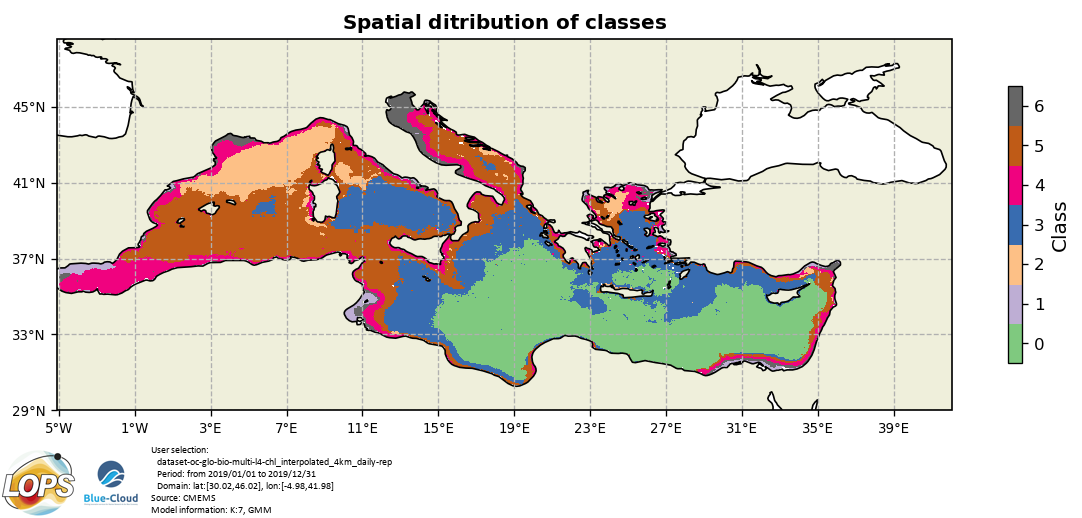 Spatial ditribution of classes
45°N
41°N
37°N
33°N
29°N
5°W 1°W 3°E 7°E 11°E 15°E 19°E 23°E 27°E 31°E 35°E 39°E
6
5
4
3
2
1
0
Class
LOPS
Blue-Cloud
User selection:
dataset-oc-glo-bio-multi-l4-chl_interpolated_4km_daily-rep
Period: from 2019/01/01 to 2019/12/31
Domain: lat:[30.02,46.02], lon:[-4.98,41.98]
Source: CMEMS
Model information: K:7, GMM